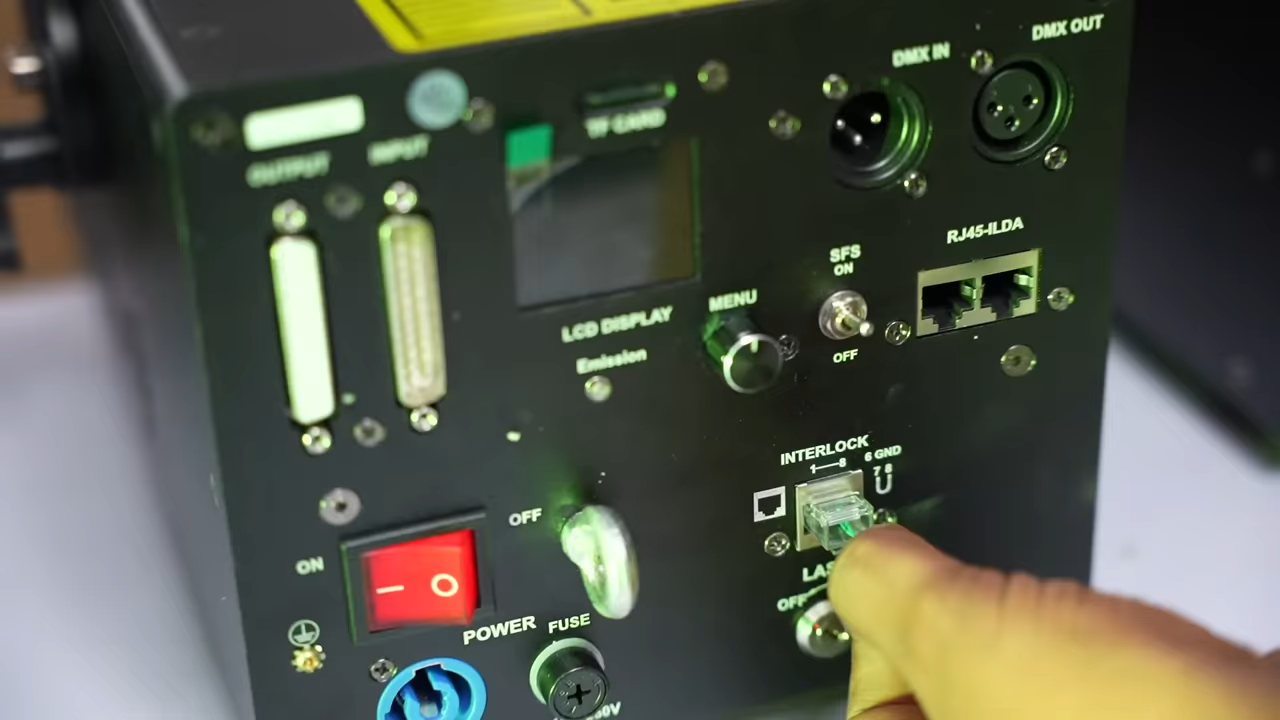 DMX OUT
DMX IN
TF CARD
OUTPUT
INPUT
RJ45-ILDA
SFS
ON
OFF
MENU
LCD DISPLAY
Emission
INTERLOCK
1—8
6 GND
7 8
OFF
ON
I O
POWER
FUSE
OFF